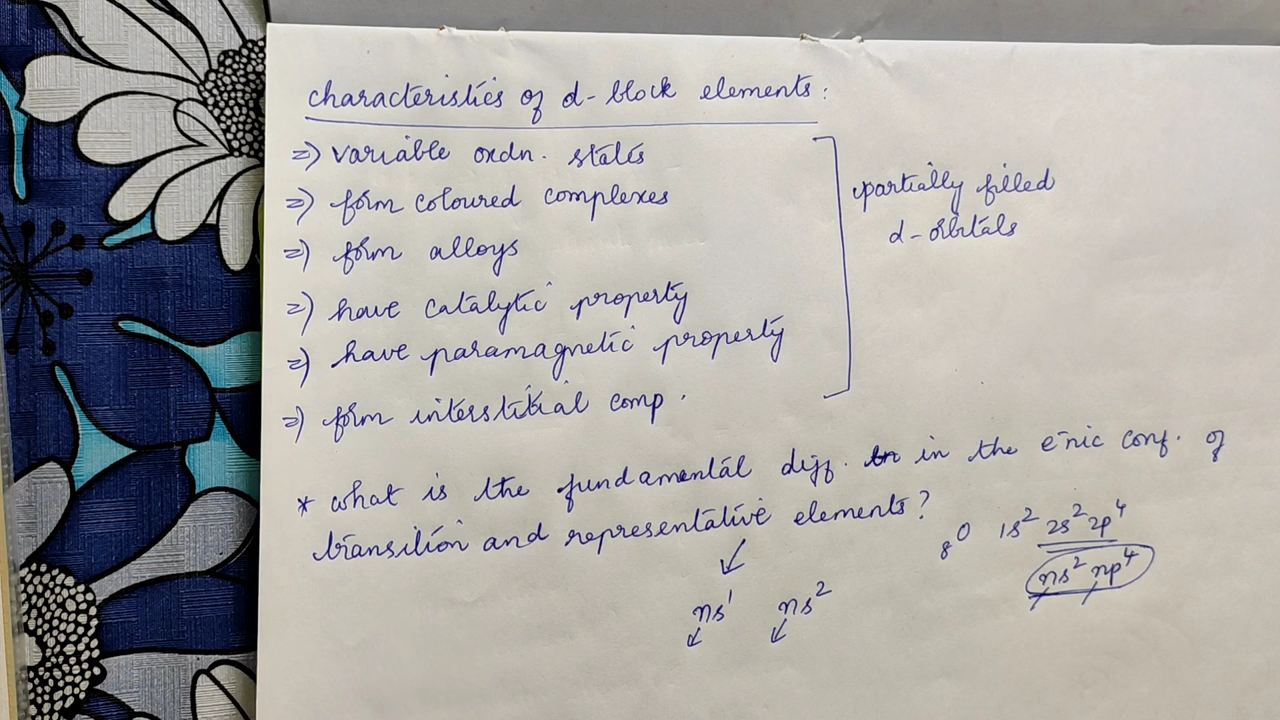 characteristics of d-block elements:
=) variable oxdn. states
=) form coloured complexes
=) form alloys
=) have catalytic property
=) have paramagnetic property
=) form interstitial comp.
partially filled
d-orbitals
* what is the fundamental diff. in the e⁻nic conf. of
transition and representative elements?
₈O 1s² 2s² 2p⁴
ns² np⁴
ns¹ ns²